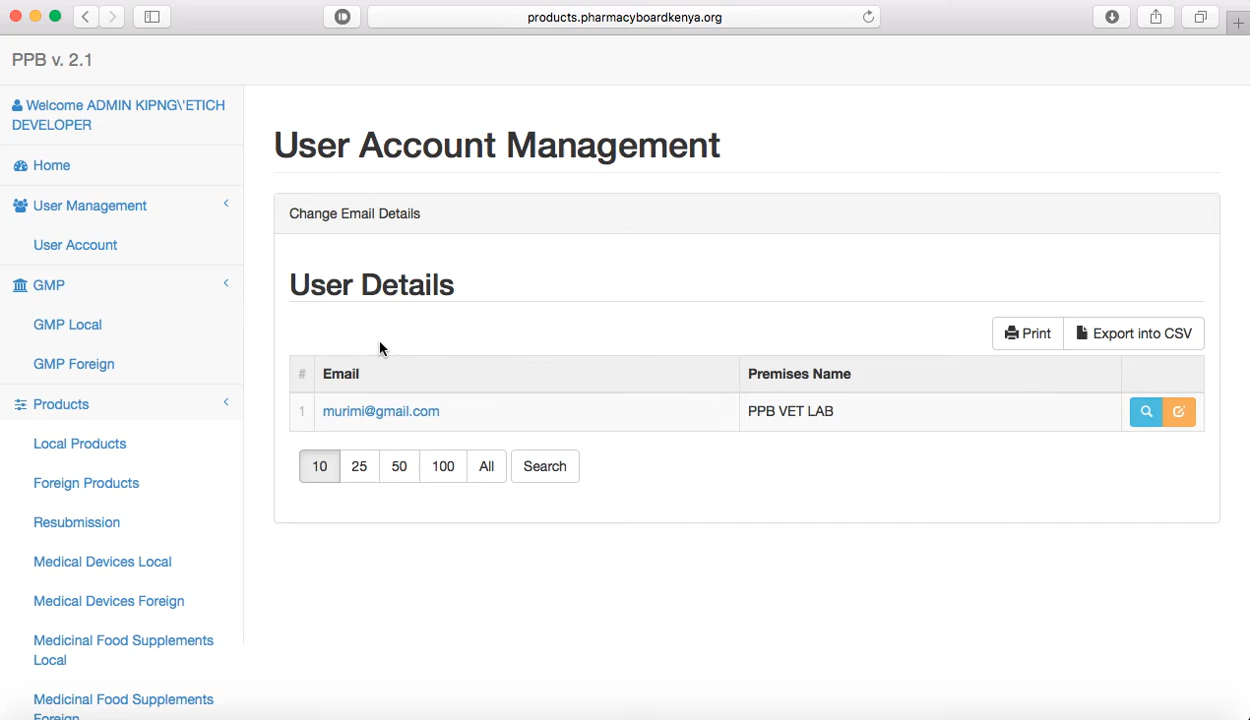 products.pharmacyboardkenya.org
PPB v. 2.1
Welcome ADMIN KIPNG\'ETICH
DEVELOPER
Home
User Management
User Account
GMP
GMP Local
GMP Foreign
Products
Local Products
Foreign Products
Resubmission
Medical Devices Local
Medical Devices Foreign
Medicinal Food Supplements
Local
Medicinal Food Supplements
Foreign
User Account Management
Change Email Details
User Details
Print Export into CSV
# Email Premises Name
1 murimi@gmail.com PPB VET LAB
10 25 50 100 All Search